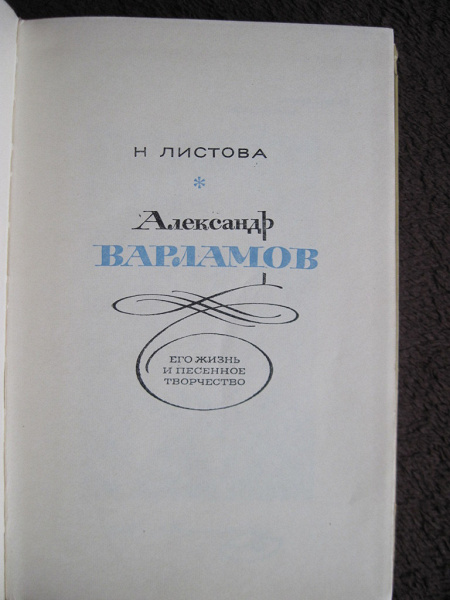 Н ЛИСТОВА
*
Александр
ВАРЛАМОВ
ЕГО ЖИЗНЬ
И ПЕСЕННОЕ
ТВОРЧЕСТВО